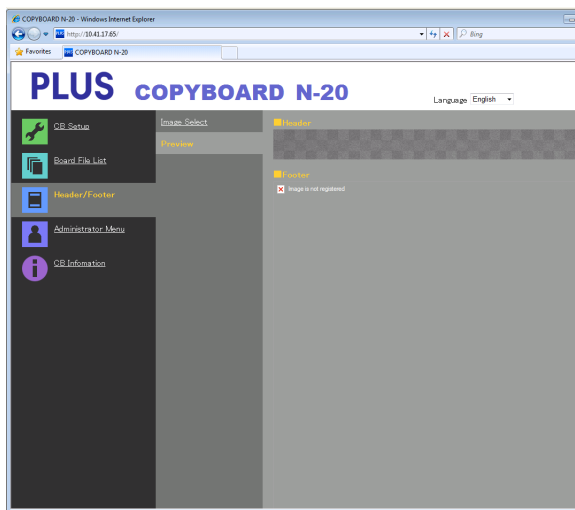 COPYBOARD N-20 - Windows Internet Explorer
PLUS http://10.41.17.65/
Bing
Favorites
PLUS COPYBOARD N-20
PLUS COPYBOARD N-20
Language English
CB Setup
Board File List
Header/Footer
Administrator Menu
CB Infomation
Image Select
Preview
Header
Footer
Image is not registered